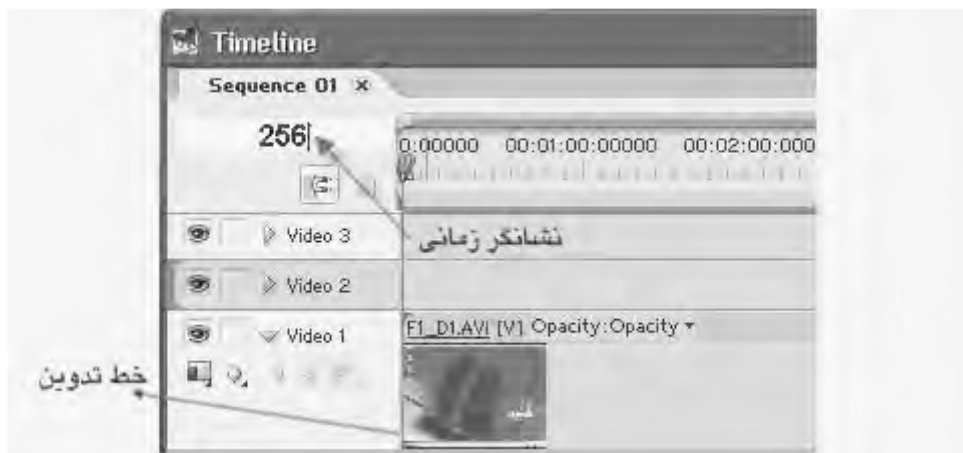 Timeline
Sequence 01 ×
256
0:00000 00:01:00:00000 00:02:00:000
Video 3
نشانگر زمانی
Video 2
Video 1
F1_D1.AVI [V] Opacity:Opacity
خط تدوین